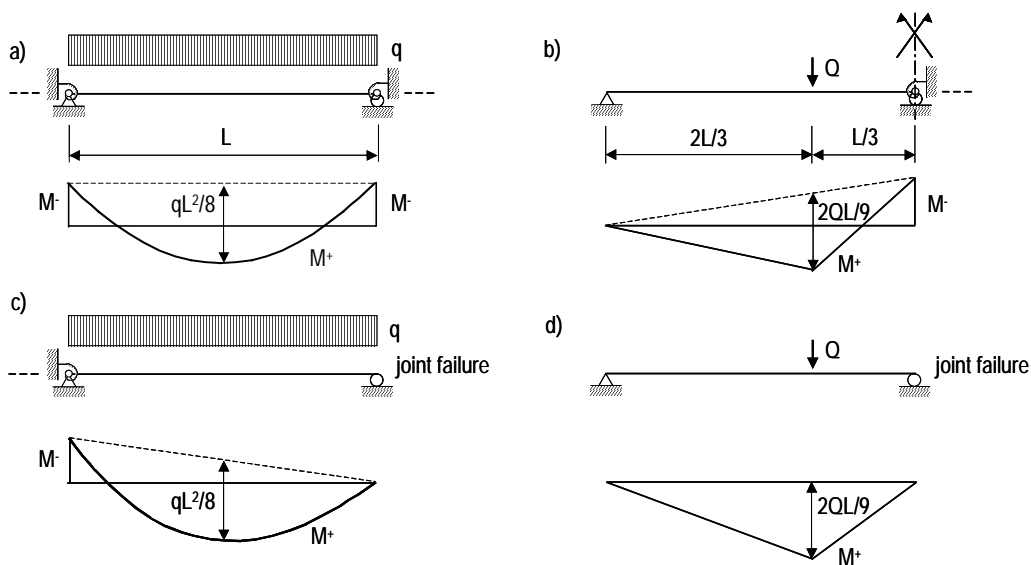 a)
q
L
M-
qL²/8
M-
M+
b)
Q
2L/3
L/3
2QL/9
M-
M+
c)
q
joint failure
M-
qL²/8
M+
d)
Q
joint failure
2QL/9
M+